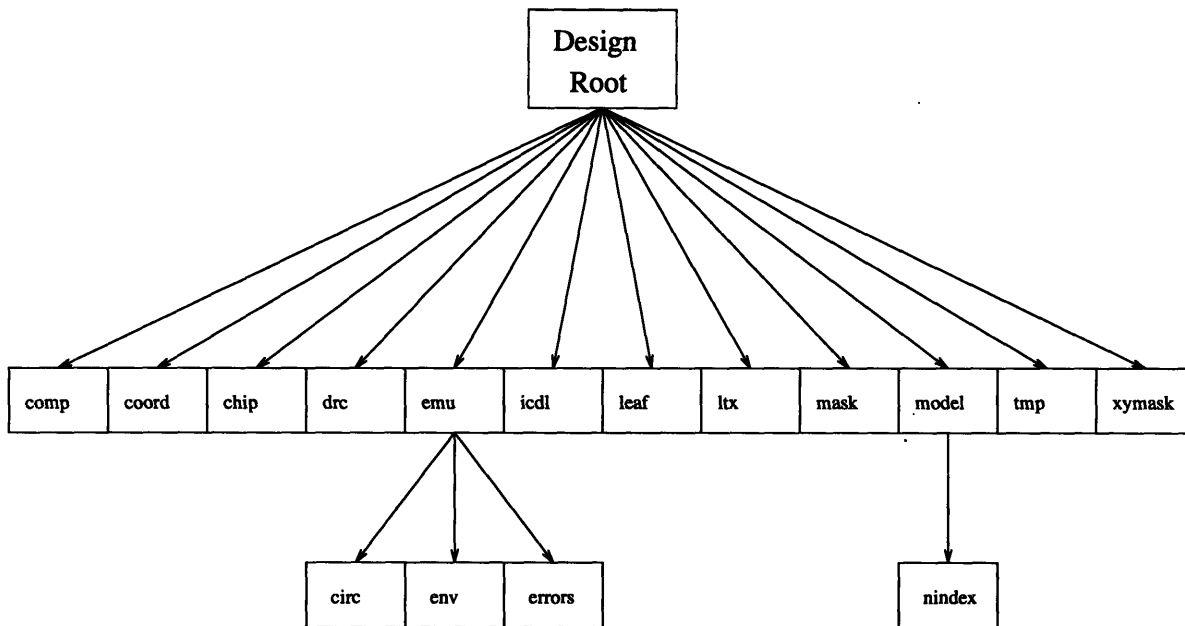 Design
Root
comp coord chip drc emu icdl leaf ltx mask model tmp xymask
circ env errors nindex